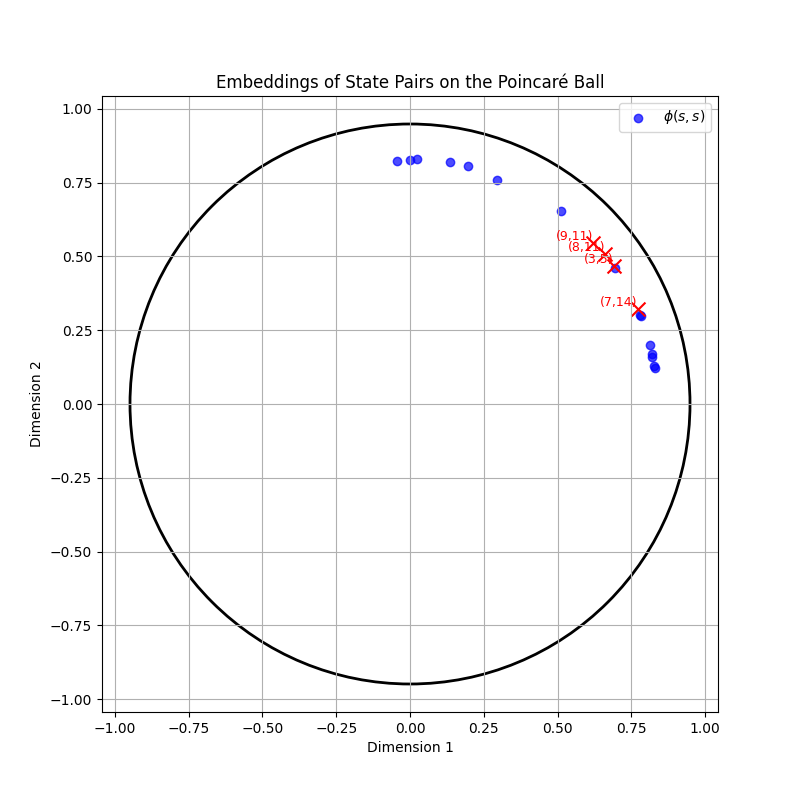 Embeddings of State Pairs on the Poincaré Ball
1.00
0.75
0.50
0.25
0.00
−0.25
−0.50
−0.75
−1.00
Dimension 2
ϕ(s, s)
(9,11)
(8,11)
(3,5)
(7,14)
−1.00 −0.75 −0.50 −0.25 0.00 0.25 0.50 0.75 1.00
Dimension 1